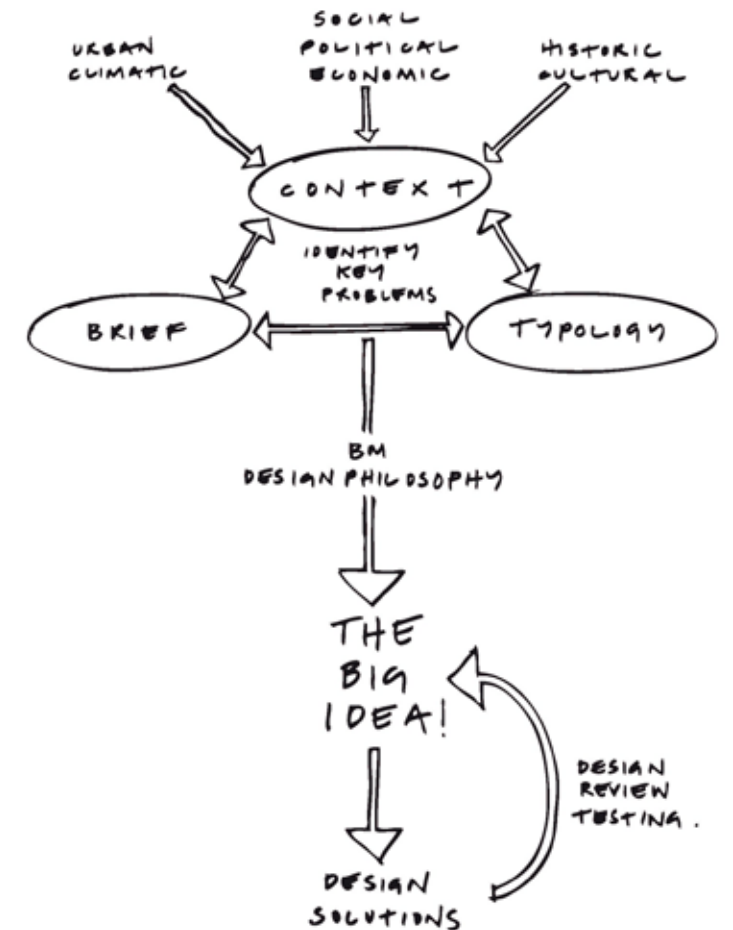 URBAN
CLIMATIC
SOCIAL
POLITICAL
ECONOMIC
HISTORIC
CULTURAL
CONTEXT
IDENTIFY
KEY
PROBLEMS
BRIEF
TYPOLOGY
BM
DESIGN PHILOSOPHY
THE
BIG
IDEA!
DESIGN
REVIEW
TESTING.
DESIGN
SOLUTIONS